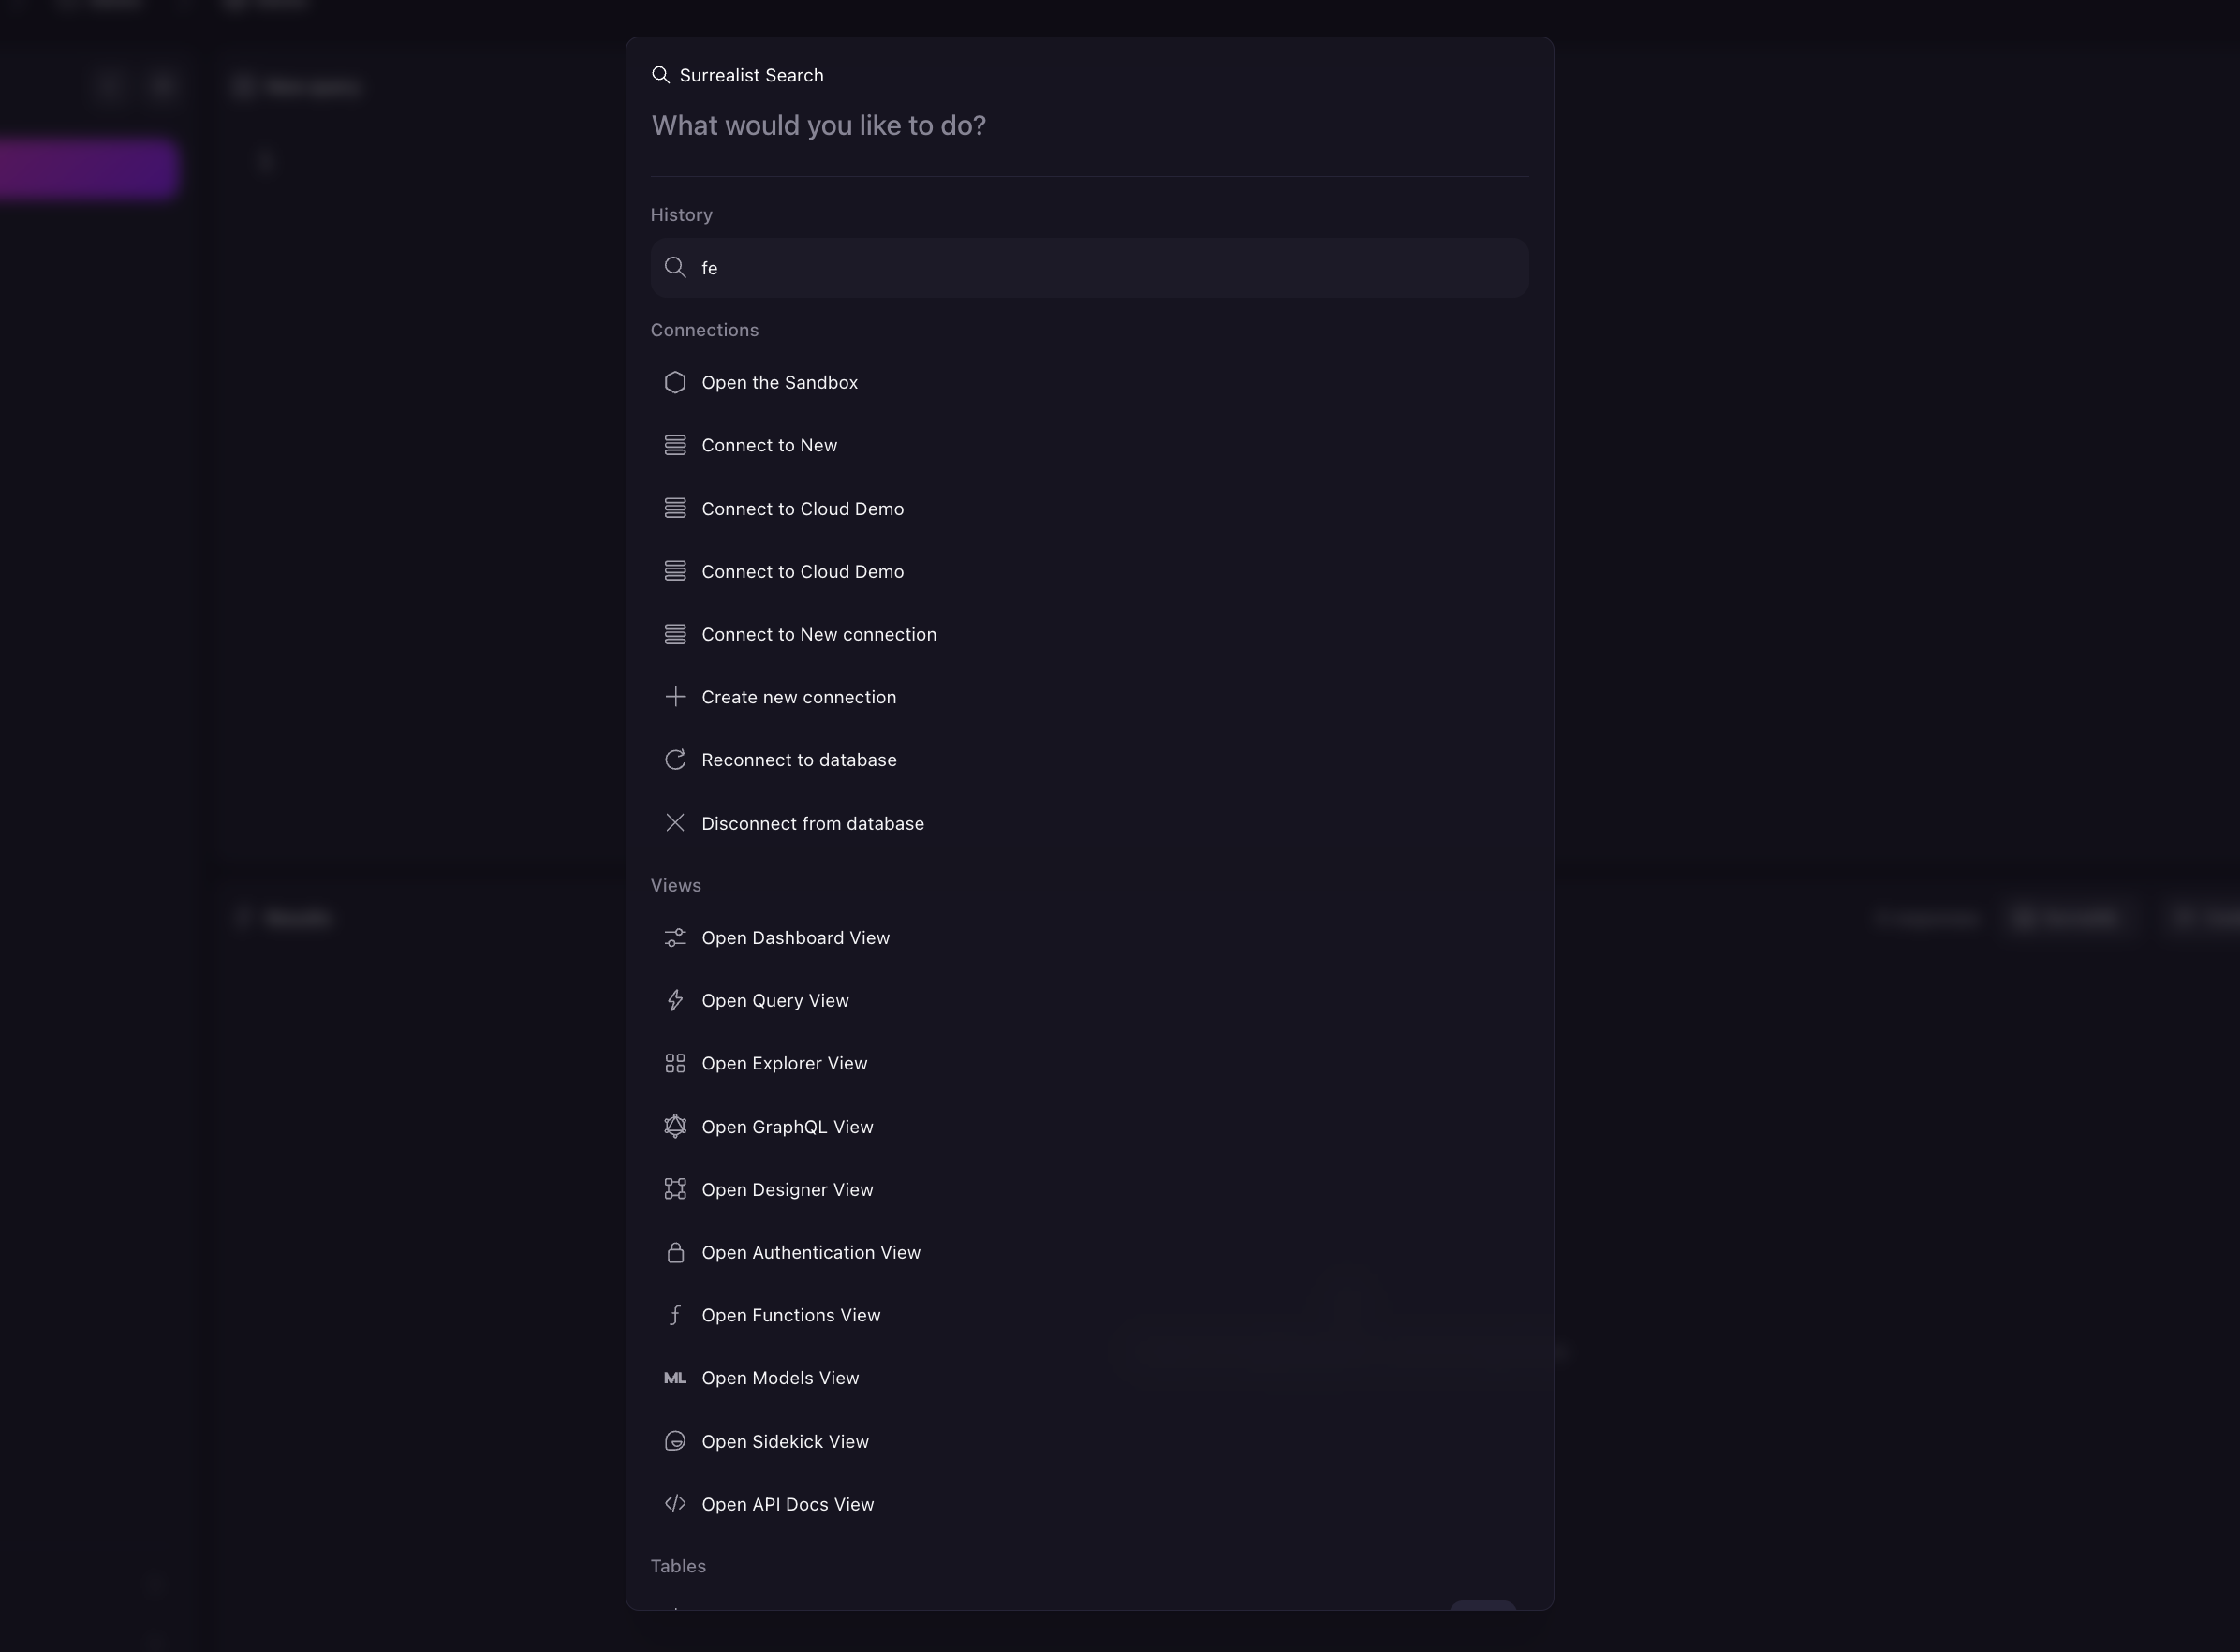 Surrealist Search
What would you like to do?
History
fe
Connections
Open the Sandbox
Connect to New
Connect to Cloud Demo
Connect to Cloud Demo
Connect to New connection
Create new connection
Reconnect to database
Disconnect from database
Views
Open Dashboard View
Open Query View
Open Explorer View
Open GraphQL View
Open Designer View
Open Authentication View
Open Functions View
ML Open Models View
Open Sidekick View
Open API Docs View
Tables